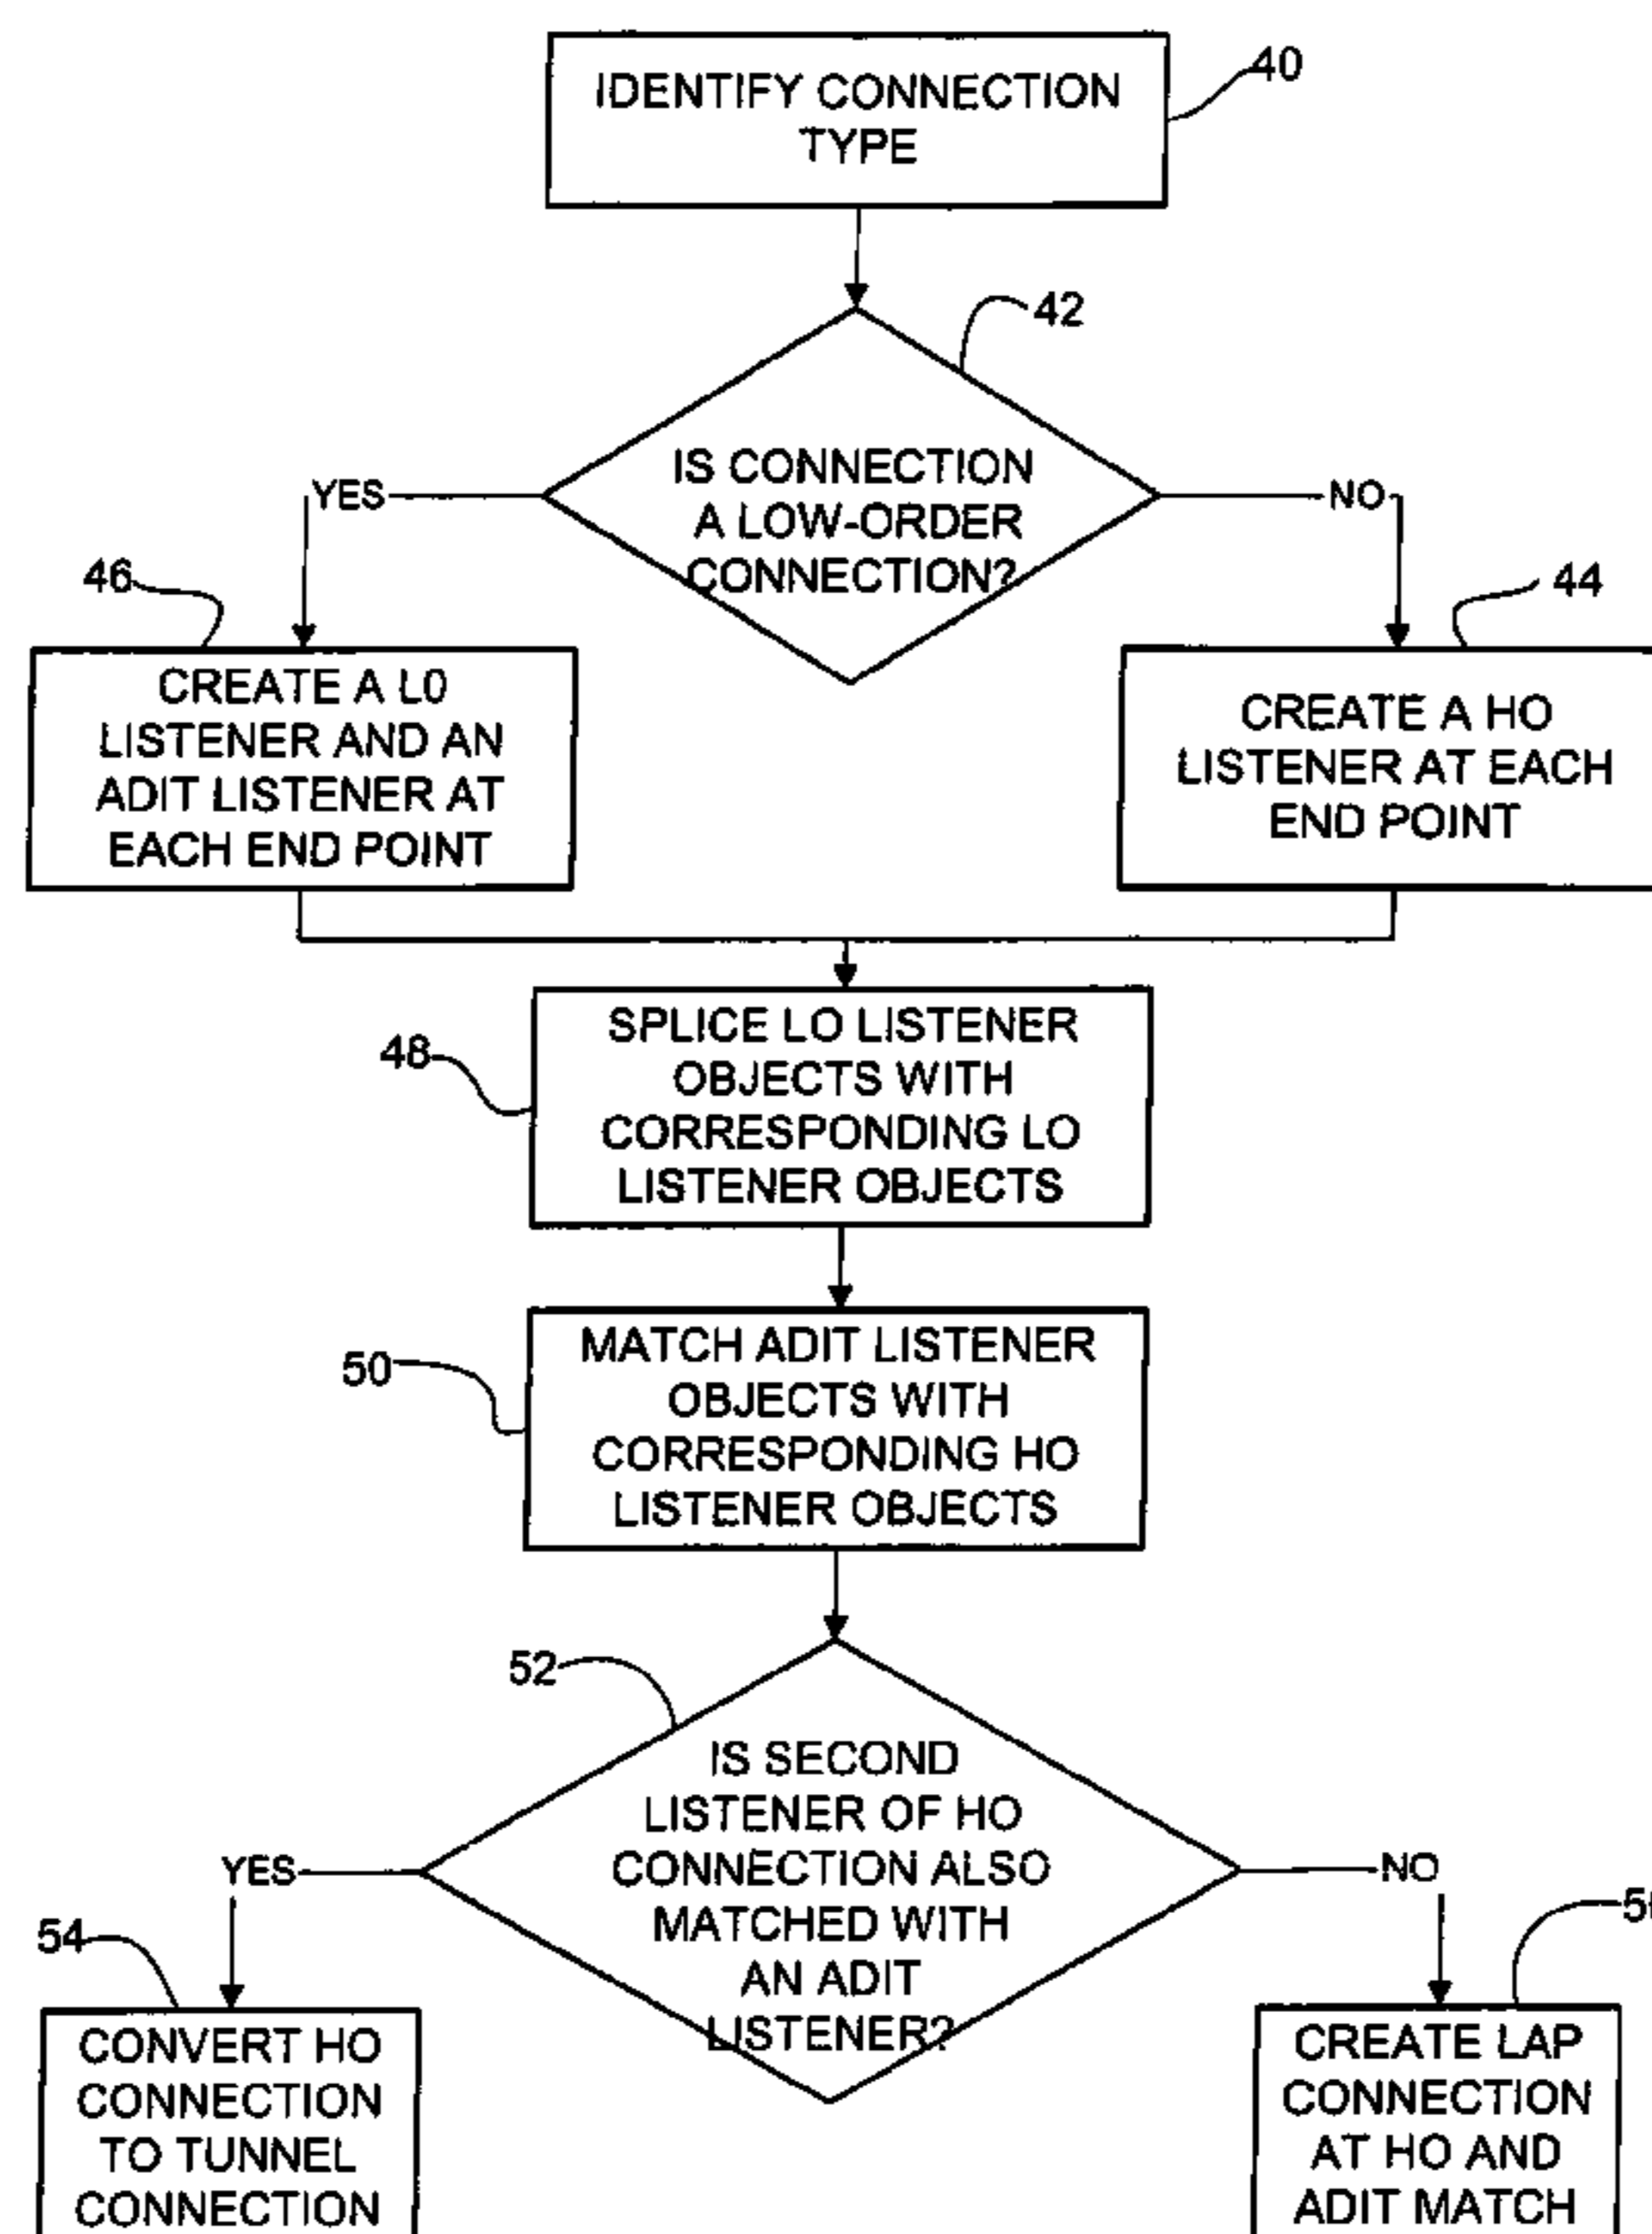 IDENTIFY CONNECTION
TYPE
40
42
IS CONNECTION
A LOW-ORDER
CONNECTION?
YES
NO
46
44
CREATE A L0
LISTENER AND AN
ADIT LISTENER AT
EACH END POINT
CREATE A HO
LISTENER AT EACH
END POINT
48
SPLICE LO LISTENER
OBJECTS WITH
CORRESPONDING LO
LISTENER OBJECTS
50
MATCH ADIT LISTENER
OBJECTS WITH
CORRESPONDING HO
LISTENER OBJECTS
52
IS SECOND
LISTENER OF HO
CONNECTION ALSO
MATCHED WITH
AN ADIT
LISTENER?
YES
NO
54
CONVERT HO
CONNECTION
TO TUNNEL
CONNECTION
CREATE LAP
CONNECTION
AT HO AND
ADIT MATCH